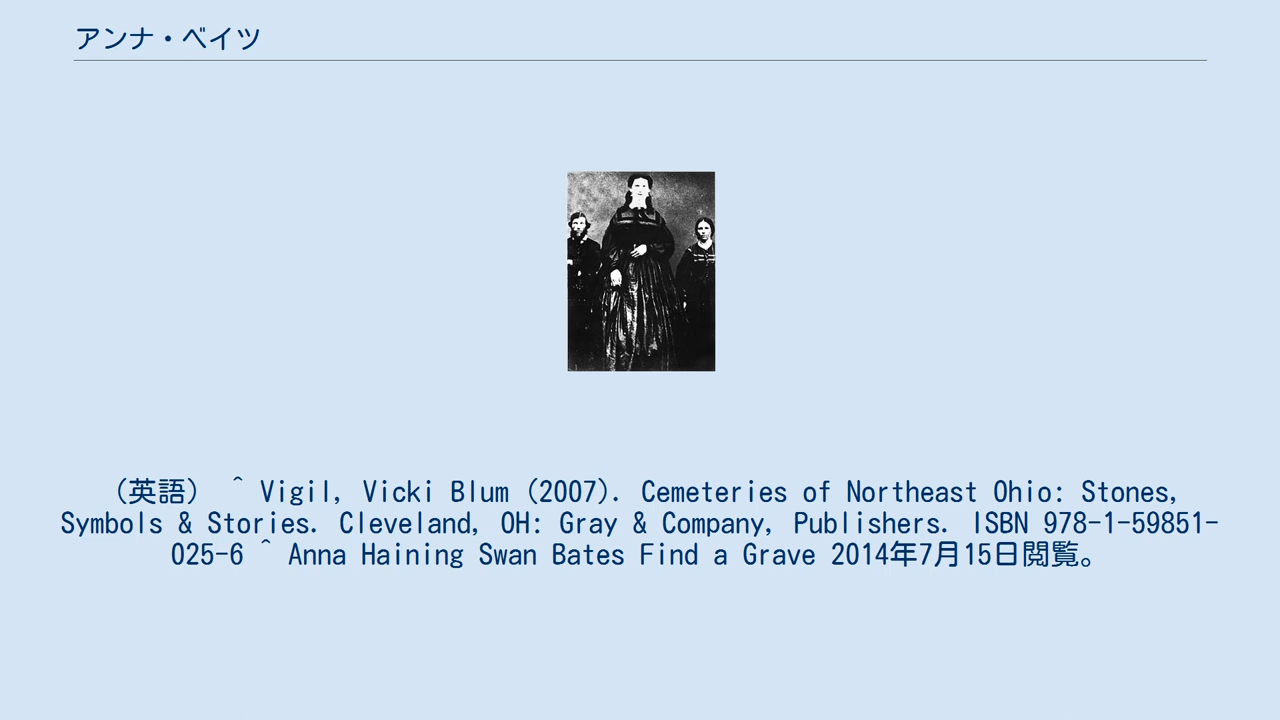 アンナ・ベイツ
（英語） ^ Vigil, Vicki Blum (2007). Cemeteries of Northeast Ohio: Stones,
Symbols & Stories. Cleveland, OH: Gray & Company, Publishers. ISBN 978-1-59851-
025-6 ^ Anna Haining Swan Bates Find a Grave 2014年7月15日閲覧。